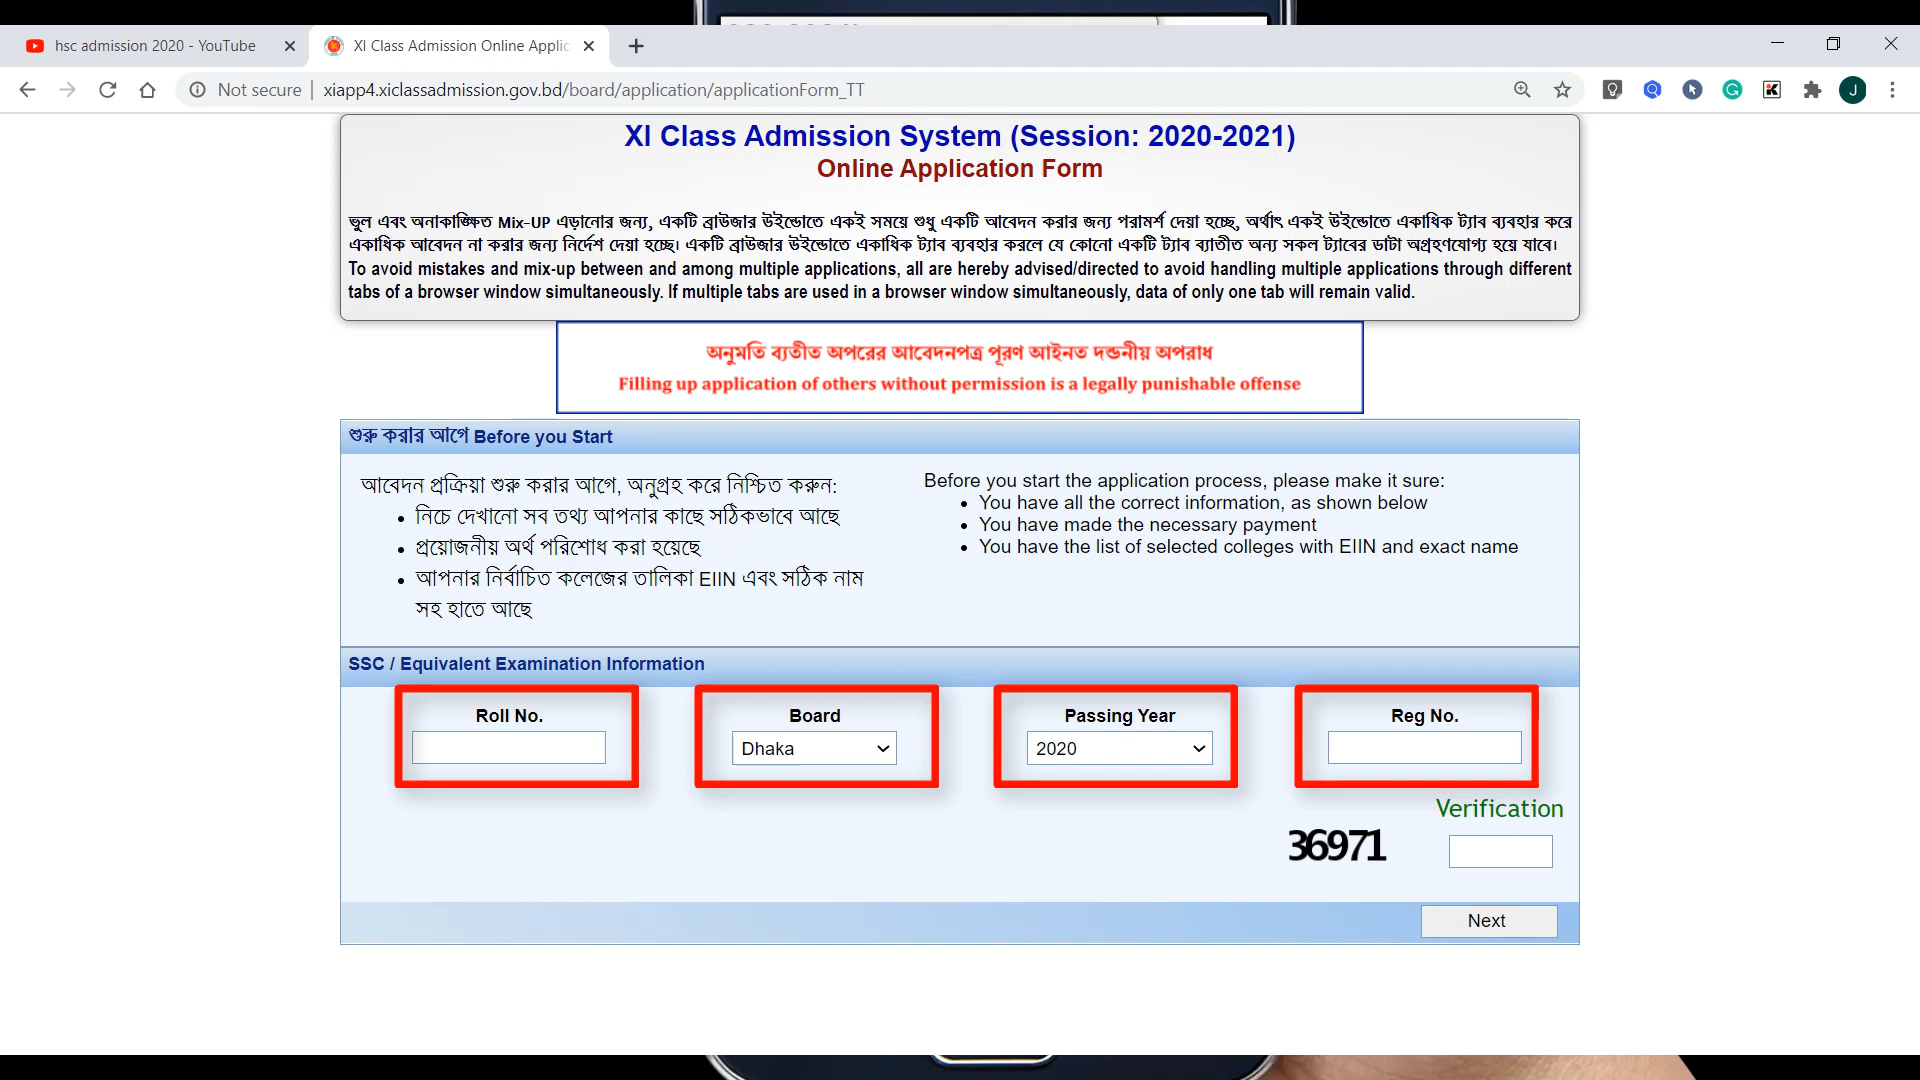 hsc admission 2020 - YouTube
XI Class Admission Online Applic
Not secure
xiapp4.xiclassadmission.gov.bd/board/application/applicationForm_TT
J
XI Class Admission System (Session: 2020-2021)
Online Application Form
ভুল এবং অনাকাঙ্ক্ষিত Mix-UP এড়ানোর জন্য, একটি ব্রাউজার উইন্ডোতে একই সময়ে শুধু একটি আবেদন করার জন্য পরামর্শ দেয়া হচ্ছে, অর্থাৎ একই উইন্ডোতে একাধিক ট্যাব ব্যবহার করে
একাধিক আবেদন না করার জন্য নির্দেশ দেয়া হচ্ছে। একটি ব্রাউজার উইন্ডোতে একাধিক ট্যাব ব্যবহার করলে যে কোনো একটি ট্যাব ব্যাতীত অন্য সকল ট্যাবের ডাটা অগ্রহণযোগ্য হয়ে যাবে।
To avoid mistakes and mix-up between and among multiple applications, all are hereby advised/directed to avoid handling multiple applications through different
tabs of a browser window simultaneously. If multiple tabs are used in a browser window simultaneously, data of only one tab will remain valid.
অনুমতি ব্যতীত অপরের আবেদনপত্র পূরণ আইনত দন্ডনীয় অপরাধ
Filling up application of others without permission is a legally punishable offense
শুরু করার আগে Before you Start
আবেদন প্রক্রিয়া শুরু করার আগে, অনুগ্রহ করে নিশ্চিত করুন:
• নিচে দেখানো সব তথ্য আপনার কাছে সঠিকভাবে আছে
• প্রয়োজনীয় অর্থ পরিশোধ করা হয়েছে
• আপনার নির্বাচিত কলেজের তালিকা EIIN এবং সঠিক নাম
সহ হাতে আছে
Before you start the application process, please make it sure:
• You have all the correct information, as shown below
• You have made the necessary payment
• You have the list of selected colleges with EIIN and exact name
SSC / Equivalent Examination Information
Roll No. Board Passing Year Reg No.
Dhaka 2020
Verification
36971
Next